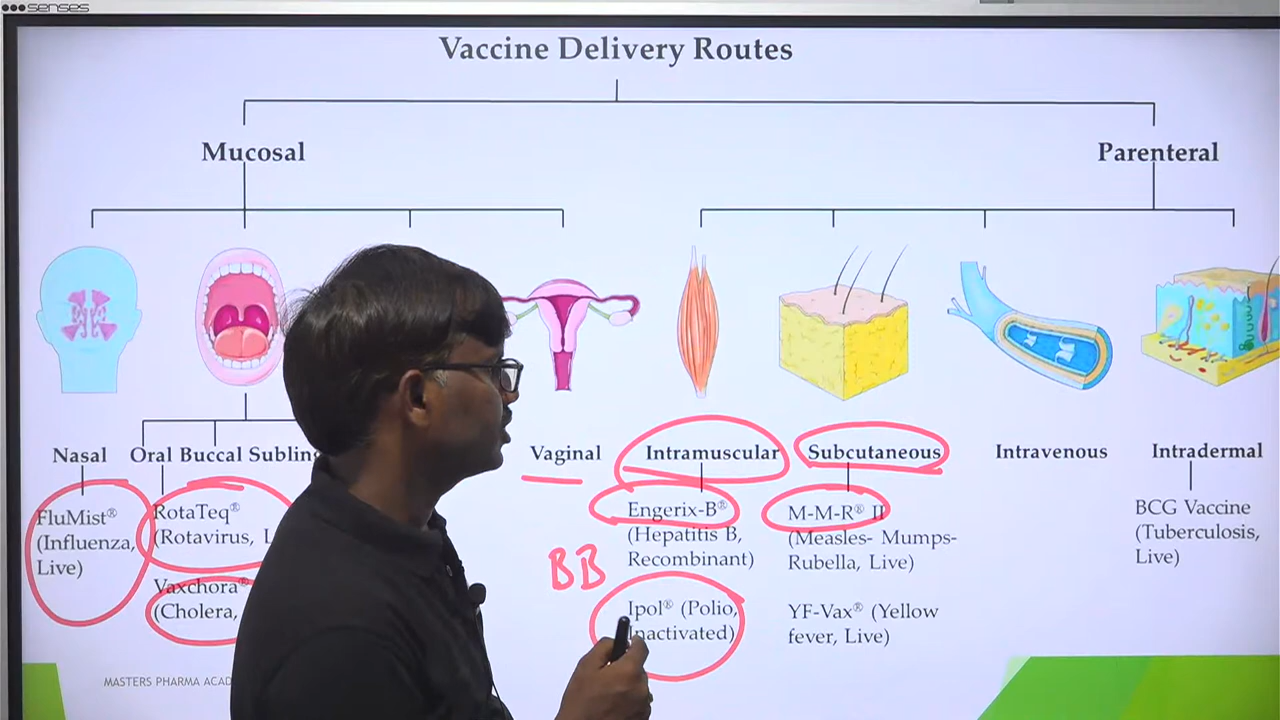 senses
Vaccine Delivery Routes
Mucosal
Parenteral
Nasal
Oral Buccal
Vaginal
Intramuscular
Subcutaneous
Intravenous
Intradermal
FluMist®
(Influenza,
Live)
RotaTeq®
(Rotavirus,
Vaxchora®
(Cholera,
Engerix-B®
(Hepatitis B,
Recombinant)
BB
Ipol® (Polio,
Inactivated)
M-M-R® II
(Measles- Mumps-
Rubella, Live)
YF-Vax® (Yellow
fever, Live)
BCG Vaccine
(Tuberculosis,
Live)
MASTERS PHARMA